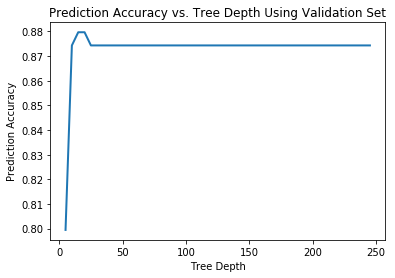 Prediction Accuracy vs. Tree Depth Using Validation Set
0.88
0.87
0.86
0.85
0.84
0.83
0.82
0.81
0.80
Prediction Accuracy
0 50 100 150 200 250
Tree Depth